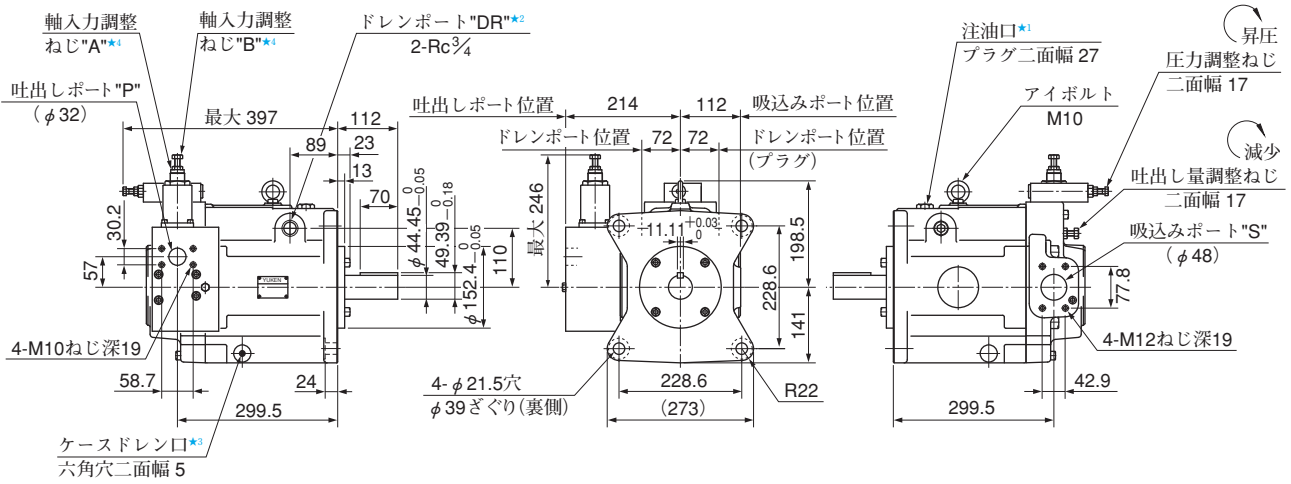 軸入力調整
ねじ"A"★4
軸入力調整
ねじ"B"★4
ドレンポート"DR"★2
2-Rc3/4
吐出しポート"P"
(φ32)
最大 397
112
89
23
13
70
30.2
57
φ44.45 0 -0.05
49.39 0 -0.18
φ152.4 0 -0.05
110
YUKEN
4-M10ねじ深19
58.7
24
299.5
ケースドレン口★3
六角穴二面幅 5
吐出しポート位置
214
112
吸込みポート位置
ドレンポート位置
72
72
ドレンポート位置
(プラグ)
最大 246
11.11 +0.03 0
198.5
228.6
141
4-φ21.5穴
φ39ざぐり(裏側)
228.6
(273)
R22
注油口★1
プラグ二面幅 27
アイボルト
M10
昇圧
圧力調整ねじ
二面幅 17
減少
吐出し量調整ねじ
二面幅 17
吸込みポート"S"
(φ48)
77.8
4-M12ねじ深19
42.9
299.5